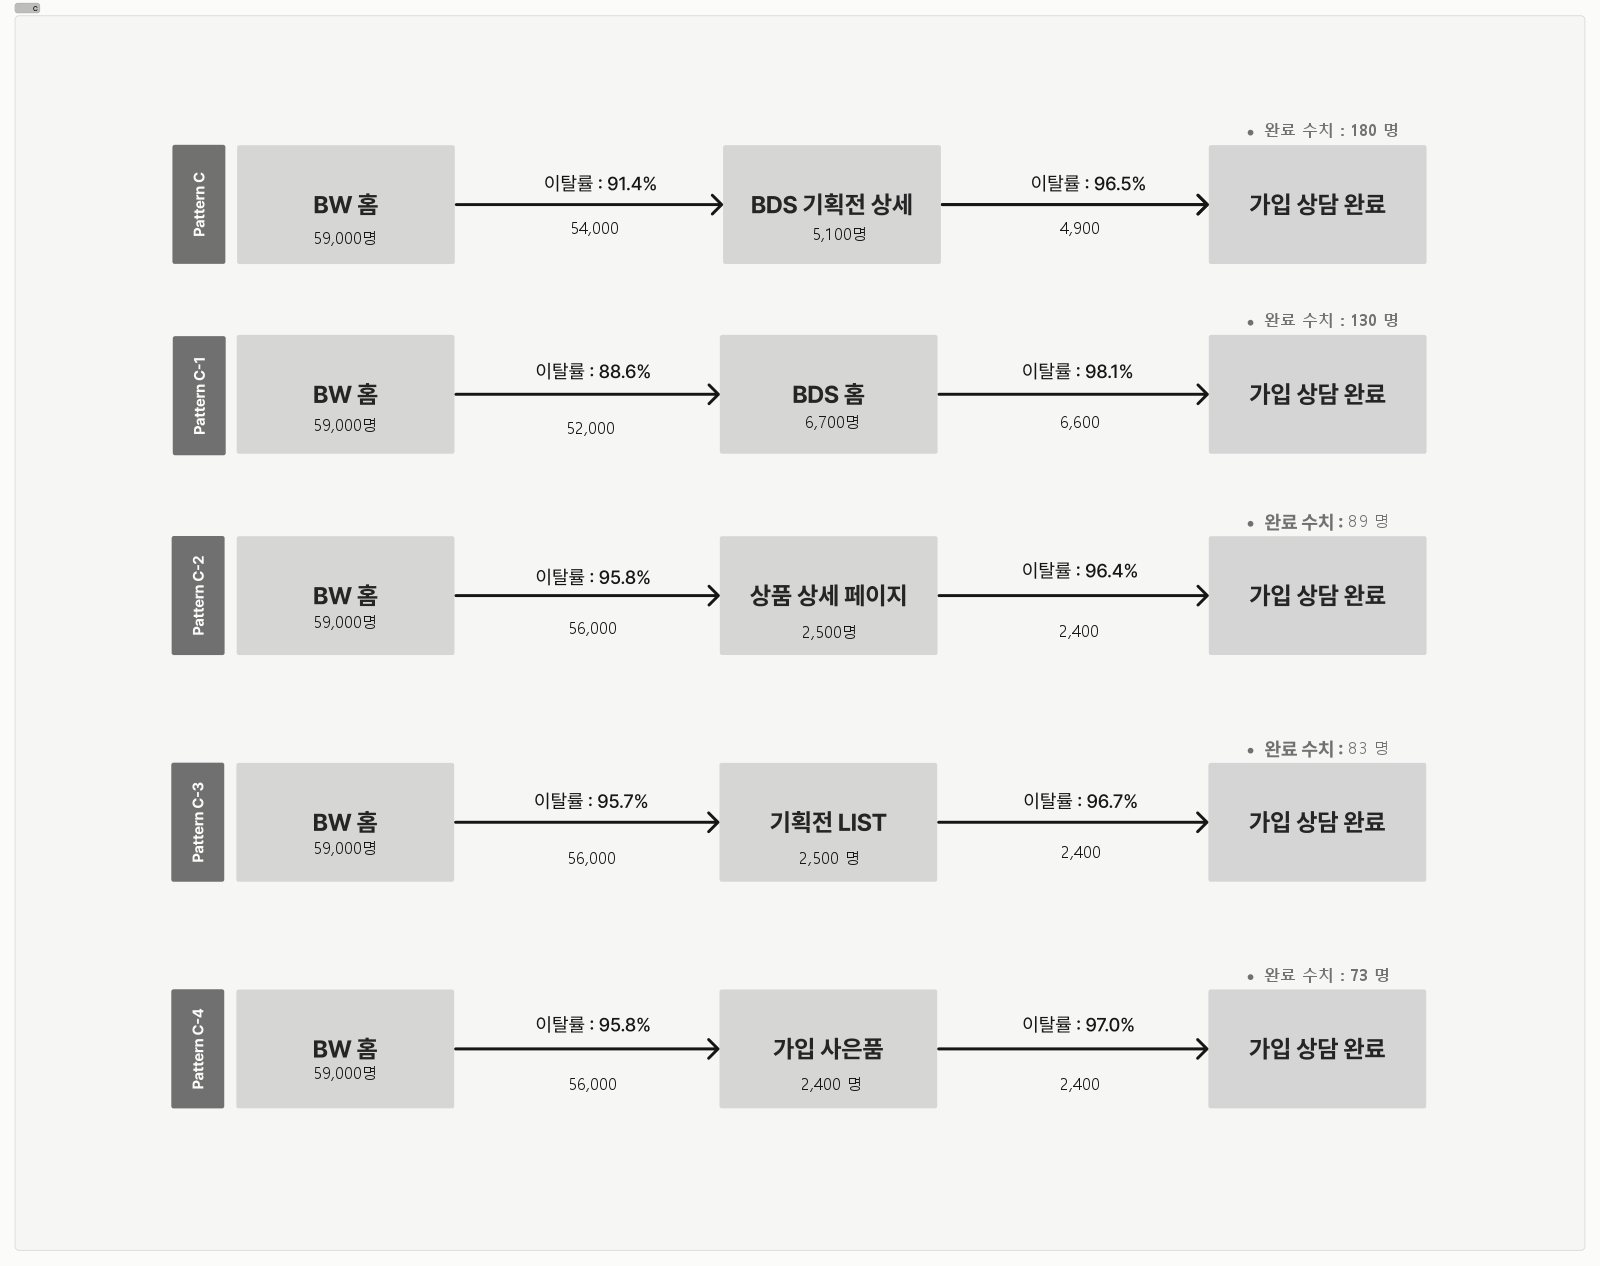 c
• 완료 수치 : 180 명
Pattern C
BW 홈
59,000명
이탈률 : 91.4%
54,000
BDS 기획전 상세
5,100명
이탈률 : 96.5%
4,900
가입 상담 완료
• 완료 수치 : 130 명
Pattern C-1
BW 홈
59,000명
이탈률 : 88.6%
52,000
BDS 홈
6,700명
이탈률 : 98.1%
6,600
가입 상담 완료
• 완료 수치 : 89 명
Pattern C-2
BW 홈
59,000명
이탈률 : 95.8%
56,000
상품 상세 페이지
2,500명
이탈률 : 96.4%
2,400
가입 상담 완료
• 완료 수치 : 83 명
Pattern C-3
BW 홈
59,000명
이탈률 : 95.7%
56,000
기획전 LIST
2,500 명
이탈률 : 96.7%
2,400
가입 상담 완료
• 완료 수치 : 73 명
Pattern C-4
BW 홈
59,000명
이탈률 : 95.8%
56,000
가입 사은품
2,400 명
이탈률 : 97.0%
2,400
가입 상담 완료